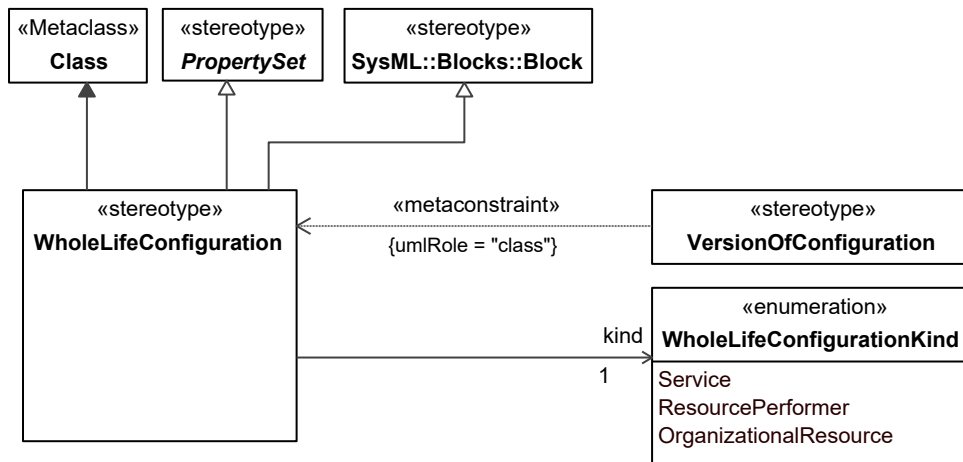 «Metaclass»
Class
«stereotype»
PropertySet
«stereotype»
SysML::Blocks::Block
«stereotype»
WholeLifeConfiguration
«metaconstraint»
{umlRole = "class"}
«stereotype»
VersionOfConfiguration
kind
1
«enumeration»
WholeLifeConfigurationKind
Service
ResourcePerformer
OrganizationalResource